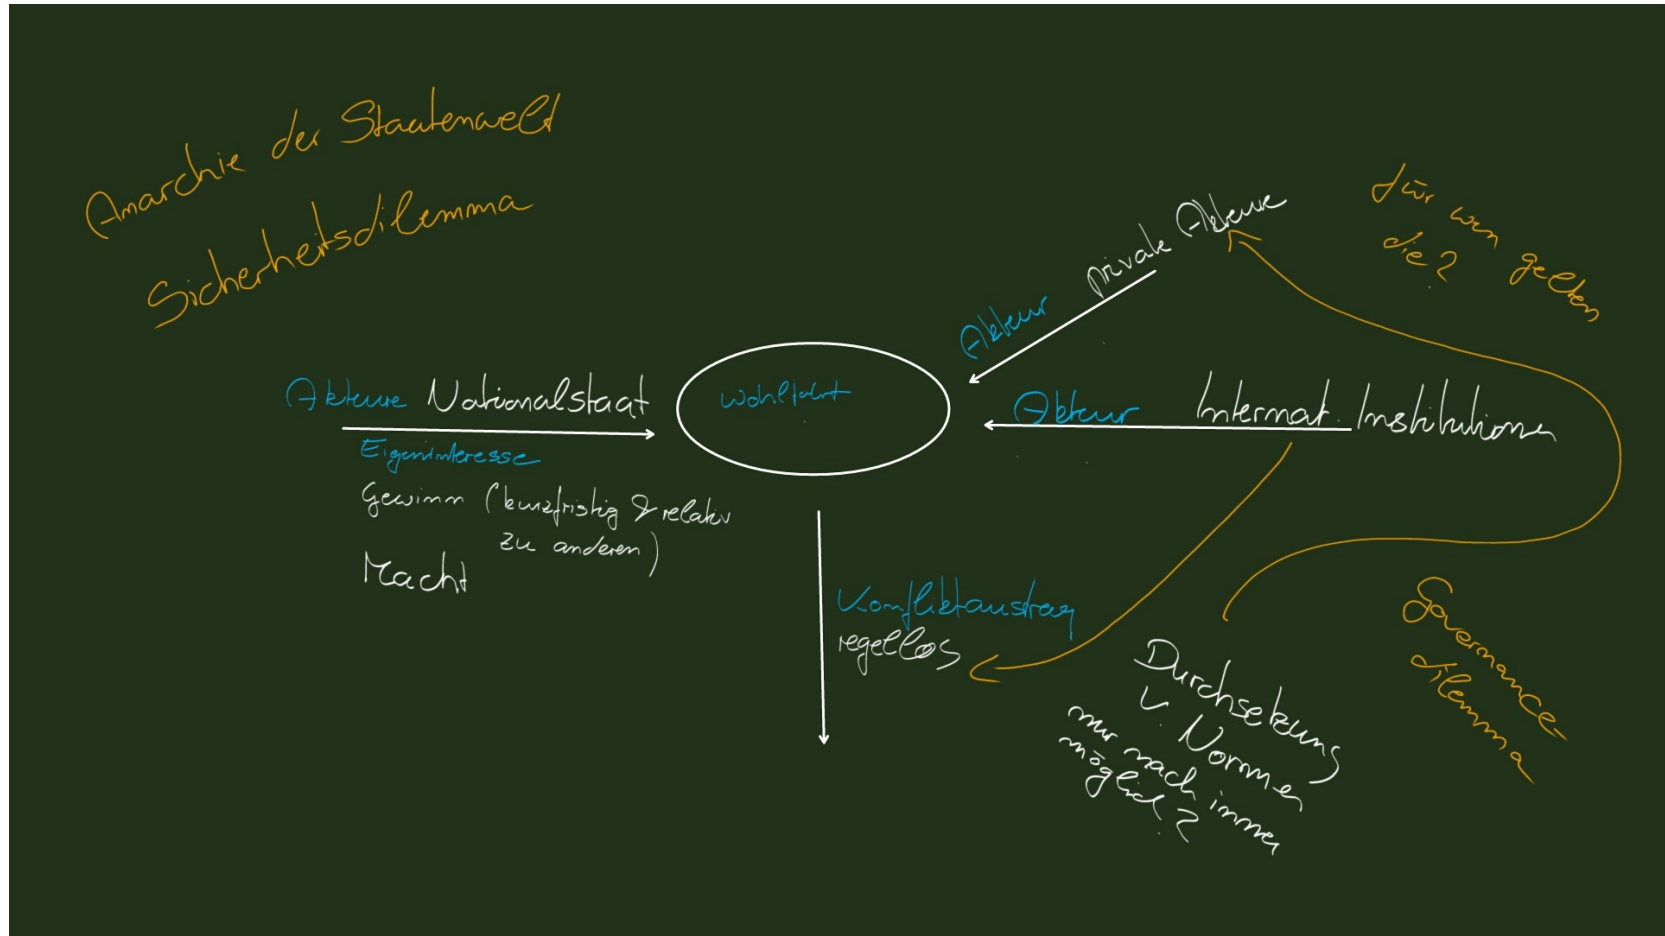 Anarchie der Staatenwelt
Sicherheitsdilemma
für wen gelten
die?
private Akteure
Akteur
Akteure Nationalstaat
Wohlfahrt
Akteur Internat. Institutionen
Eigeninteresse
Gewinn (kurzfristig & relativ
zu anderen)
Macht
Konfliktaustrag
regellos
Durchsetzung
v. Normen
nur nach innen
möglich?
Governance-
dilemma